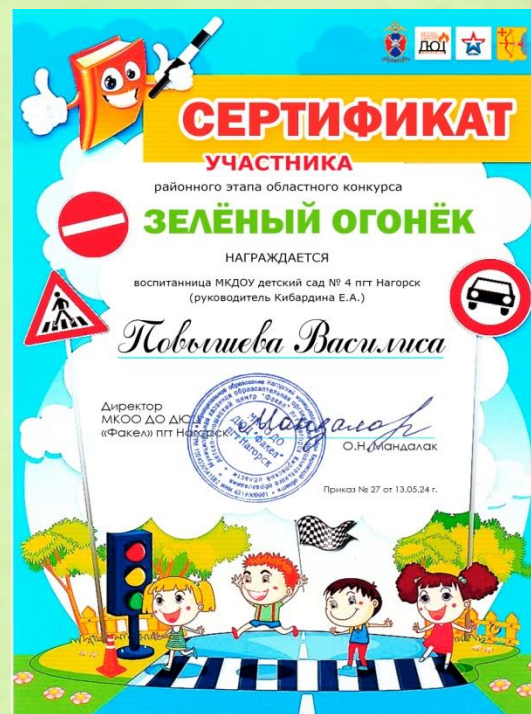 СЕРТИФИКАТ
УЧАСТНИКА
районного этапа областного конкурса
ЗЕЛЁНЫЙ ОГОНЁК
НАГРАЖДАЕТСЯ
воспитанница МКДОУ детский сад № 4 пгт Нагорск
(руководитель Кибардина Е.А.)
Повышева Василиса
Директор
МКОО ДО ДЮЦ
«Факел» пгт Нагорск
О.Н. Мандалак
Приказ № 27 от 13.05.24 г.